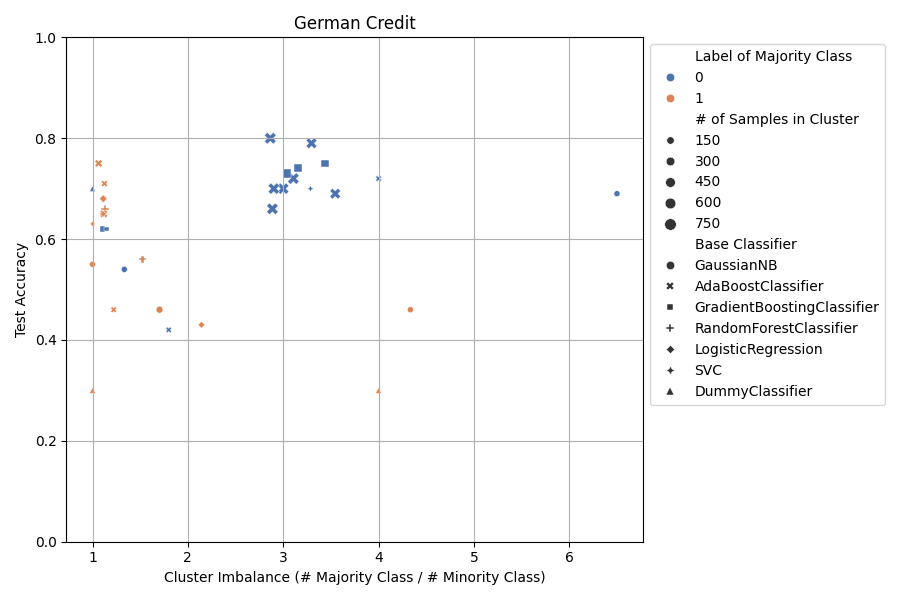 German Credit
1.0
0.8
0.6
0.4
0.2
0.0
Test Accuracy
1 2 3 4 5 6
Cluster Imbalance (# Majority Class / # Minority Class)
Label of Majority Class
0
1
# of Samples in Cluster
150
300
450
600
750
Base Classifier
GaussianNB
AdaBoostClassifier
GradientBoostingClassifier
RandomForestClassifier
LogisticRegression
SVC
DummyClassifier